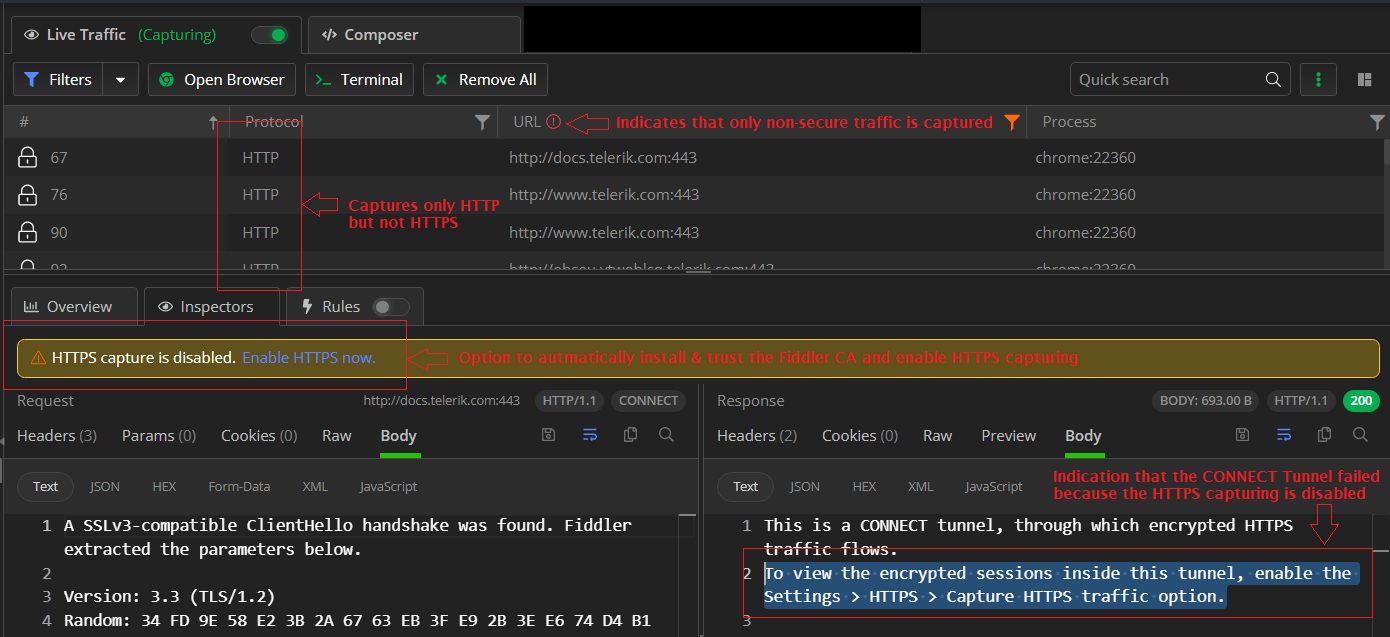 Live Traffic (Capturing)
</> Composer
Filters
Open Browser
>_ Terminal
Remove All
Quick search
# Protocol URL Indicates that only non-secure traffic is captured Process
67 HTTP http://docs.telerik.com:443 chrome:22360
76 HTTP http://www.telerik.com:443 chrome:22360
90 HTTP http://www.telerik.com:443 chrome:22360
Captures only HTTP
but not HTTPS
HTTP chrome:22360
Overview Inspectors Rules
HTTPS capture is disabled. Enable HTTPS now. Option to autmatically install & trust the Fiddler CA and enable HTTPS capturing
Request http://docs.telerik.com:443 HTTP/1.1 CONNECT
Headers (3) Params (0) Cookies (0) Raw Body
Text JSON HEX Form-Data XML JavaScript
1 A SSLv3-compatible ClientHello handshake was found. Fiddler
extracted the parameters below.
2
3 Version: 3.3 (TLS/1.2)
4 Random: 34 FD 9E 58 E2 3B 2A 67 63 EB 3F E9 2B 3E E6 74 D4 B1
Response BODY: 693.00 B HTTP/1.1 200
Headers (2) Cookies (0) Raw Preview Body
Text JSON HEX XML JavaScript
Indication that the CONNECT Tunnel failed
because the HTTPS capturing is disabled
1 This is a CONNECT tunnel, through which encrypted HTTPS
traffic flows.
2 To view the encrypted sessions inside this tunnel, enable the
Settings > HTTPS > Capture HTTPS traffic option.
3